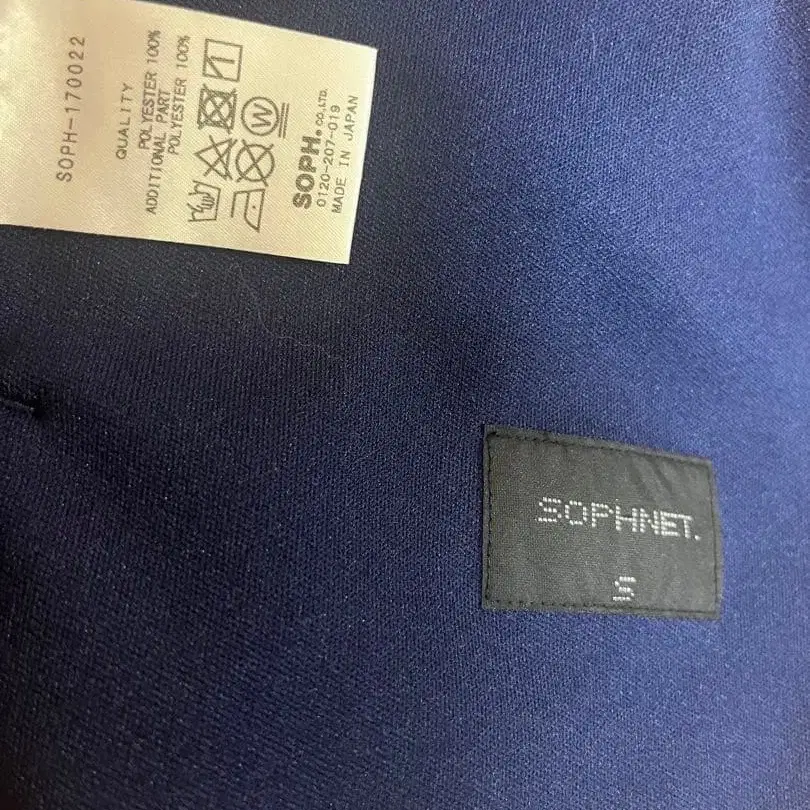 SOPH-170022
QUALITY
POLYESTER 100%
ADDITIONAL PART
POLYESTER 100%
W
SOPH. CO.,LTD.
0120-207-019
MADE IN JAPAN
SOPHNET.
S